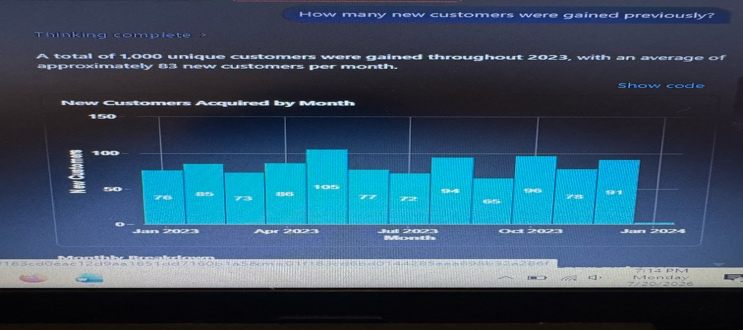 How many new customers were gained previously?
Thinking complete >
A total of 1,000 unique customers were gained throughout 2023, with an average of
approximately 83 new customers per month.
Show code
New Customers Acquired by Month
150
100
50
0
New Customers
76 85 73 86 105 77 72 94 65 96 78 91
Jan 2023 Apr 2023 Jul 2023 Oct 2023 Jan 2024
Month
Monthly Breakdown
7:14 PM
Monday
7/20/2026